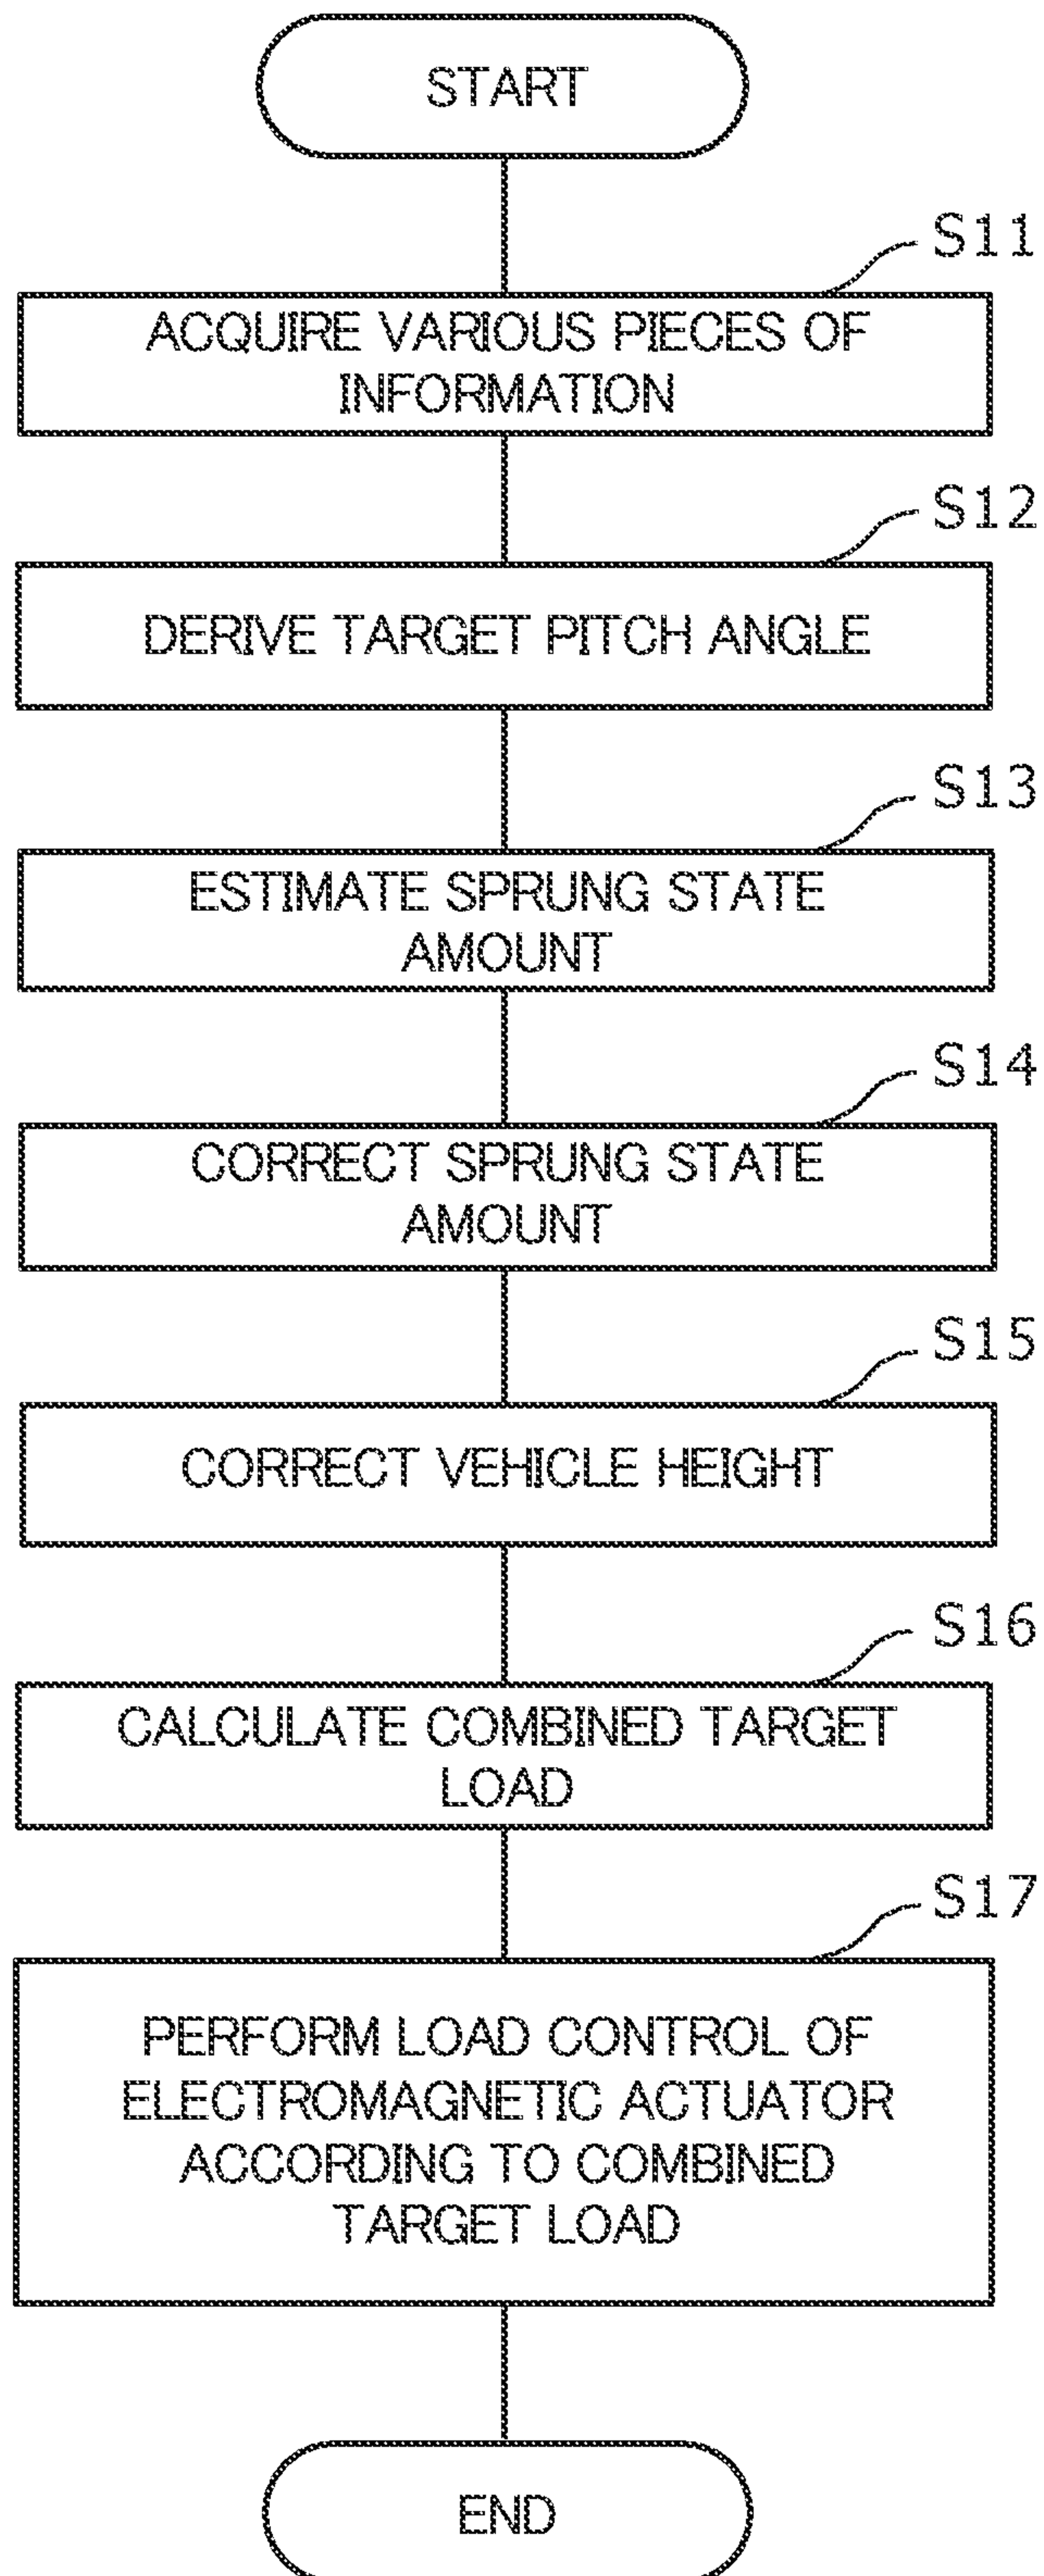 START
S11
ACQUIRE VARIOUS PIECES OF
INFORMATION
S12
DERIVE TARGET PITCH ANGLE
S13
ESTIMATE SPRUNG STATE
AMOUNT
S14
CORRECT SPRUNG STATE
AMOUNT
S15
CORRECT VEHICLE HEIGHT
S16
CALCULATE COMBINED TARGET
LOAD
S17
PERFORM LOAD CONTROL OF
ELECTROMAGNETIC ACTUATOR
ACCORDING TO COMBINED
TARGET LOAD
END